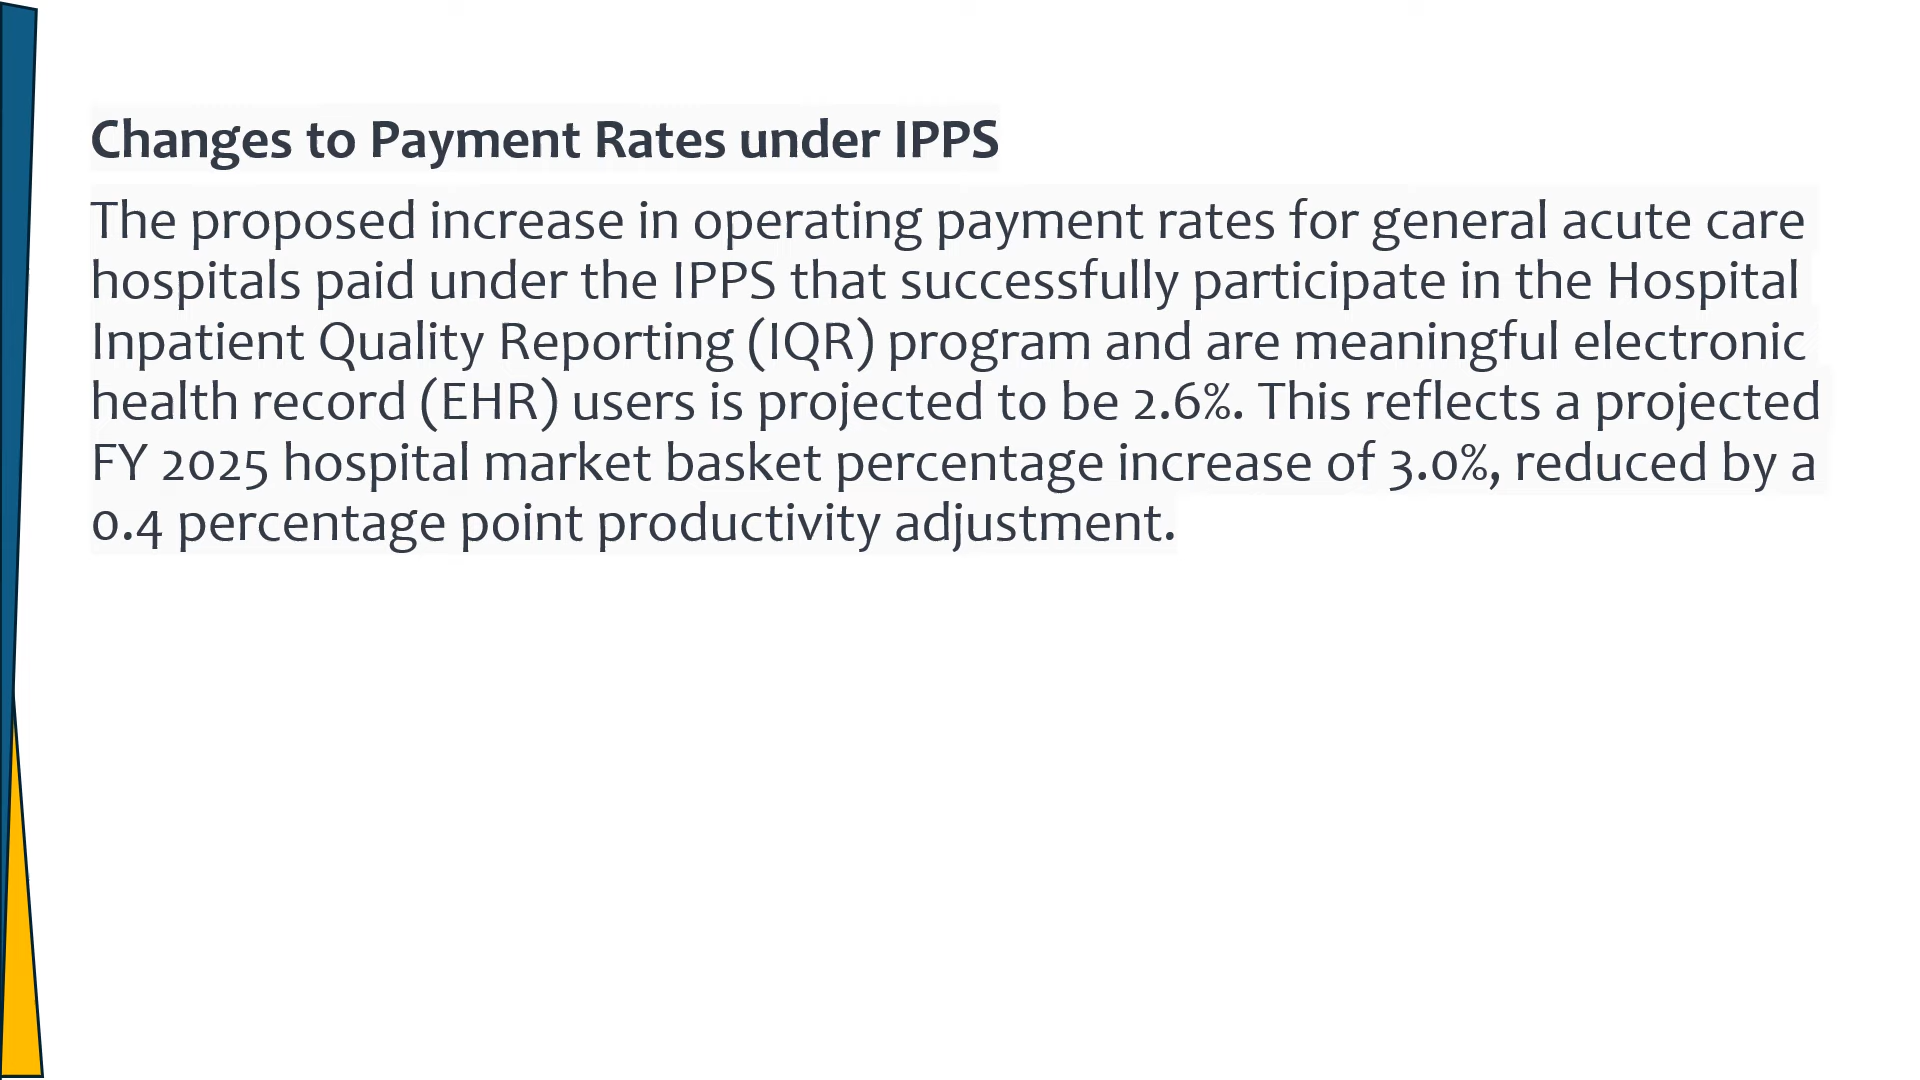 Changes to Payment Rates under IPPS
The proposed increase in operating payment rates for general acute care
hospitals paid under the IPPS that successfully participate in the Hospital
Inpatient Quality Reporting (IQR) program and are meaningful electronic
health record (EHR) users is projected to be 2.6%. This reflects a projected
FY 2025 hospital market basket percentage increase of 3.0%, reduced by a
0.4 percentage point productivity adjustment.